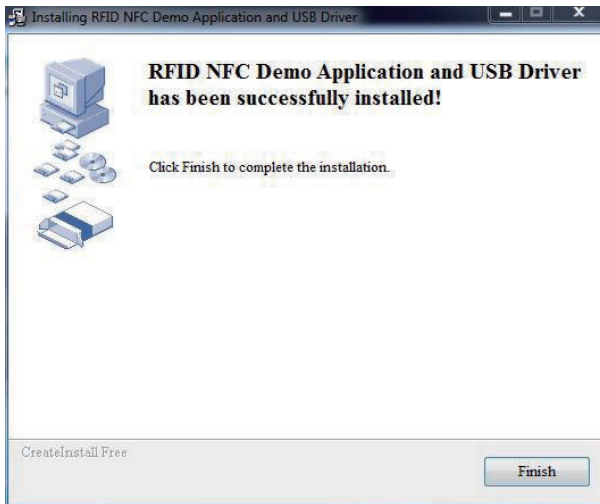 Installing RFID NFC Demo Application and USB Driver
RFID NFC Demo Application and USB Driver
has been successfully installed!
Click Finish to complete the installation.
CreateInstall Free
Finish